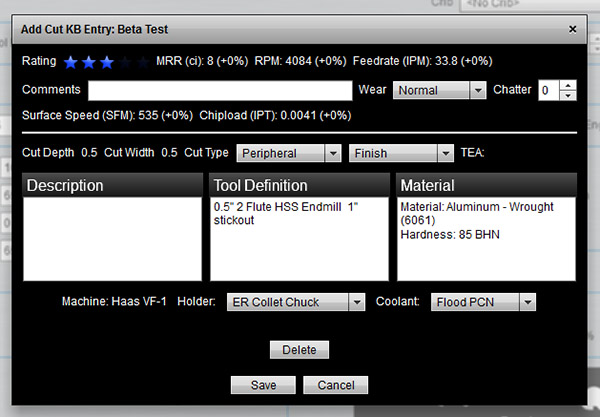 Crib <No Crib>
Add Cut KB Entry: Beta Test ×
Rating MRR (ci): 8 (+0%) RPM: 4084 (+0%) Feedrate (IPM): 33.8 (+0%)
Comments Wear Normal Chatter 0
Surface Speed (SFM): 535 (+0%) Chipload (IPT): 0.0041 (+0%)
Cut Depth 0.5 Cut Width 0.5 Cut Type Peripheral Finish TEA:
Description Tool Definition Material
0.5" 2 Flute HSS Endmill 1"
stickout
Material: Aluminum - Wrought
(6061)
Hardness: 85 BHN
Machine: Haas VF-1 Holder: ER Collet Chuck Coolant: Flood PCN
Delete
Save Cancel